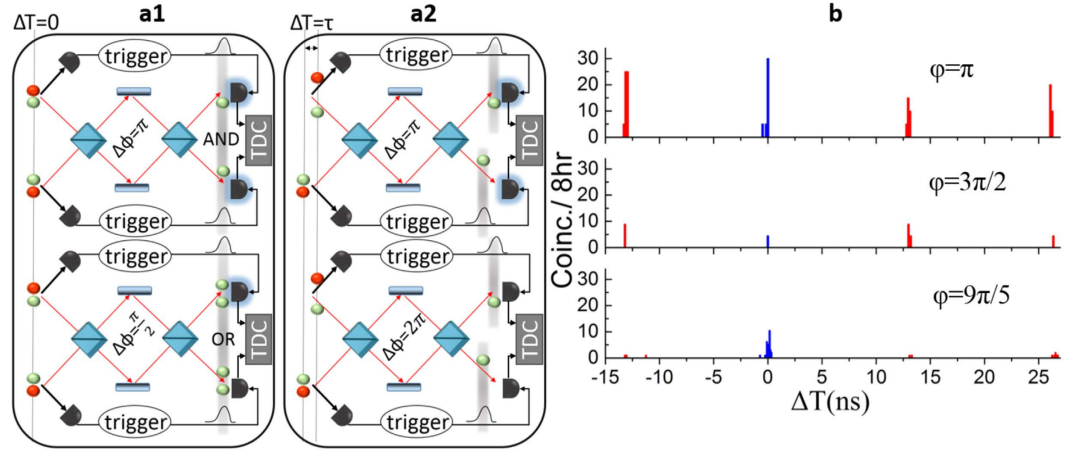 a1
a2
b
ΔT=0
ΔT=τ
trigger
Δϕ=π
AND
TDC
trigger
trigger
Δϕ=π/2
OR
TDC
trigger
trigger
Δϕ=π
TDC
trigger
trigger
Δϕ=2π
TDC
trigger
Coinc./ 8hr
30
20
10
0
φ=π
30
20
10
0
φ=3π/2
30
20
10
0
φ=9π/5
-15 -10 -5 0 5 10 15 20 25
ΔT(ns)